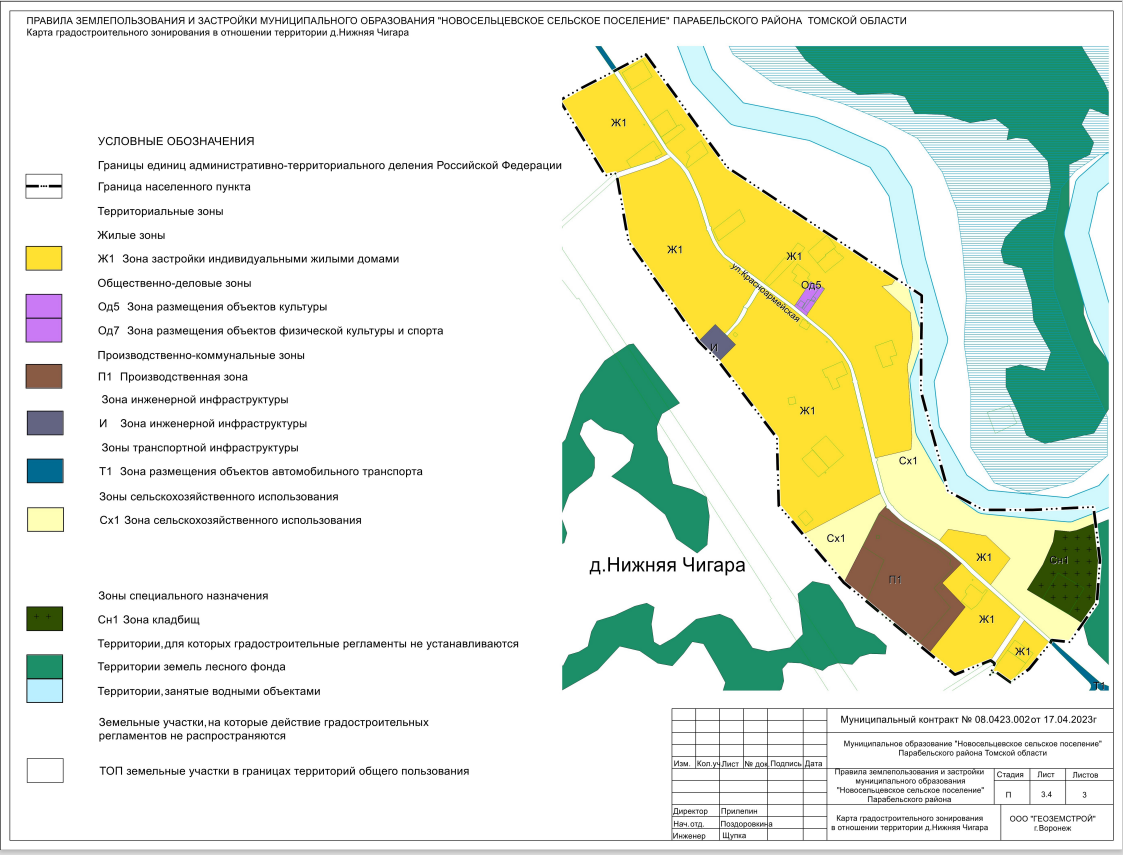 ПРАВИЛА ЗЕМЛЕПОЛЬЗОВАНИЯ И ЗАСТРОЙКИ МУНИЦИПАЛЬНОГО ОБРАЗОВАНИЯ "НОВОСЕЛЬЦЕВСКОЕ СЕЛЬСКОЕ ПОСЕЛЕНИЕ" ПАРАБЕЛЬСКОГО РАЙОНА ТОМСКОЙ ОБЛАСТИ
Карта градостроительного зонирования в отношении территории д.Нижняя Чигара
УСЛОВНЫЕ ОБОЗНАЧЕНИЯ
Границы единиц административно-территориального деления Российской Федерации
Граница населенного пункта
Территориальные зоны
Жилые зоны
Ж1 Зона застройки индивидуальными жилыми домами
Общественно-деловые зоны
Од5 Зона размещения объектов культуры
Од7 Зона размещения объектов физической культуры и спорта
Производственно-коммунальные зоны
П1 Производственная зона
Зона инженерной инфраструктуры
И Зона инженерной инфраструктуры
Зоны транспортной инфраструктуры
Т1 Зона размещения объектов автомобильного транспорта
Зоны сельскохозяйственного использования
Сх1 Зона сельскохозяйственного использования
Зоны специального назначения
Сн1 Зона кладбищ
Территории,для которых градостроительные регламенты не устанавливаются
Территории земель лесного фонда
Территории,занятые водными объектами
Земельные участки,на которые действие градостроительных
регламентов не распространяются
ТОП земельные участки в границах территорий общего пользования
Ж1
Ж1
Ж1
Од5
ул.Красноармейская
И
Ж1
Сх1
Сх1
Ж1
Сн1
П1
Ж1
Ж1
Т1
д.Нижняя Чигара
Муниципальный контракт № 08.0423.002от 17.04.2023г
Муниципальное образование "Новосельцевское сельское поселение"
Парабельского района Томской области
Изм. Кол.уч Лист № док Подпись Дата
Правила землепользования и застройки
муниципального образования
"Новосельцевское сельское поселение"
Парабельского района
Стадия Лист Листов
П 3.4 3
Директор Прилепин
Нач.отд. Поздоровкина
Инженер Щупка
Карта градостроительного зонирования
в отношении территории д.Нижняя Чигара
ООО "ГЕОЗЕМСТРОЙ"
г.Воронеж